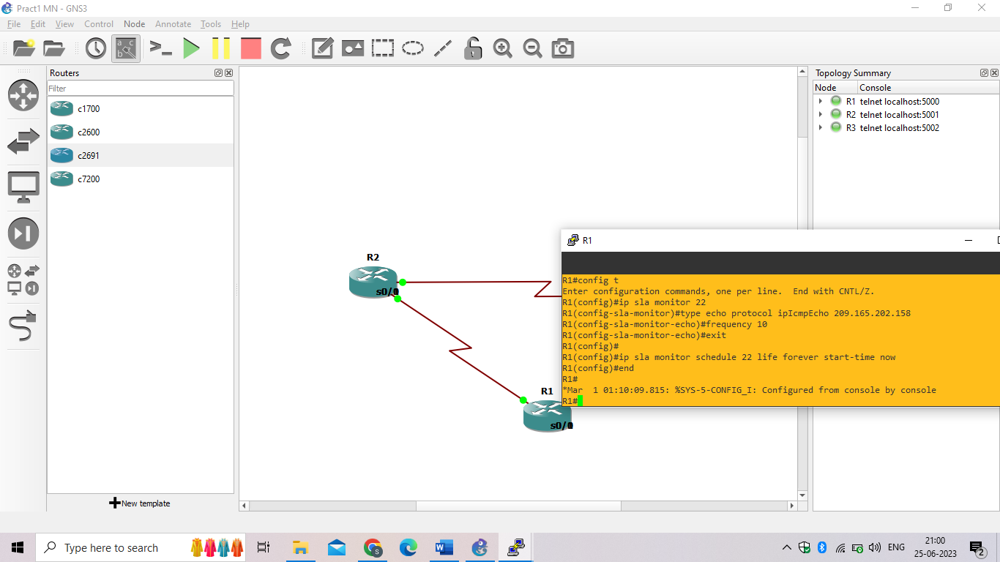 Pract1 MN - GNS3
File Edit View Control Node Annotate Tools Help
Routers
Filter
c1700
c2600
c2691
c7200
New template
R2
s0/
R1
s0/
Topology Summary
Node Console
R1 telnet localhost:5000
R2 telnet localhost:5001
R3 telnet localhost:5002
R1
R1#config t
Enter configuration commands, one per line.  End with CNTL/Z.
R1(config)#ip sla monitor 22
R1(config-sla-monitor)#type echo protocol ipIcmpEcho 209.165.202.158
R1(config-sla-monitor-echo)#frequency 10
R1(config-sla-monitor-echo)#exit
R1(config)#
R1(config)#ip sla monitor schedule 22 life forever start-time now
R1(config)#end
R1#
*Mar  1 01:10:09.815: %SYS-5-CONFIG_I: Configured from console by console
R1#
Type here to search
ENG
21:00
25-06-2023
2